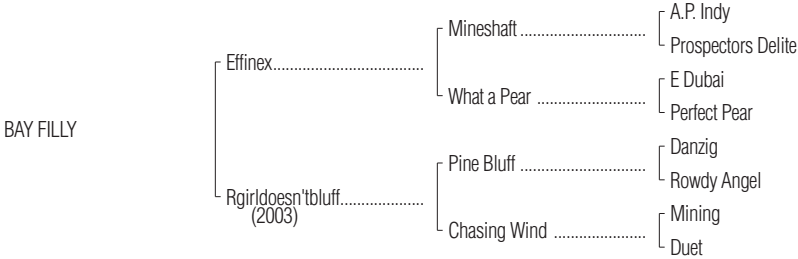 A.P. Indy
Mineshaft ............................
Prospectors Delite
Effinex..................................
E Dubai
What a Pear ........................
Perfect Pear
BAY FILLY
Danzig
Pine Bluff ............................
Rowdy Angel
Rgirldoesn'tbluff...................
(2003)
Mining
Chasing Wind .....................
Duet